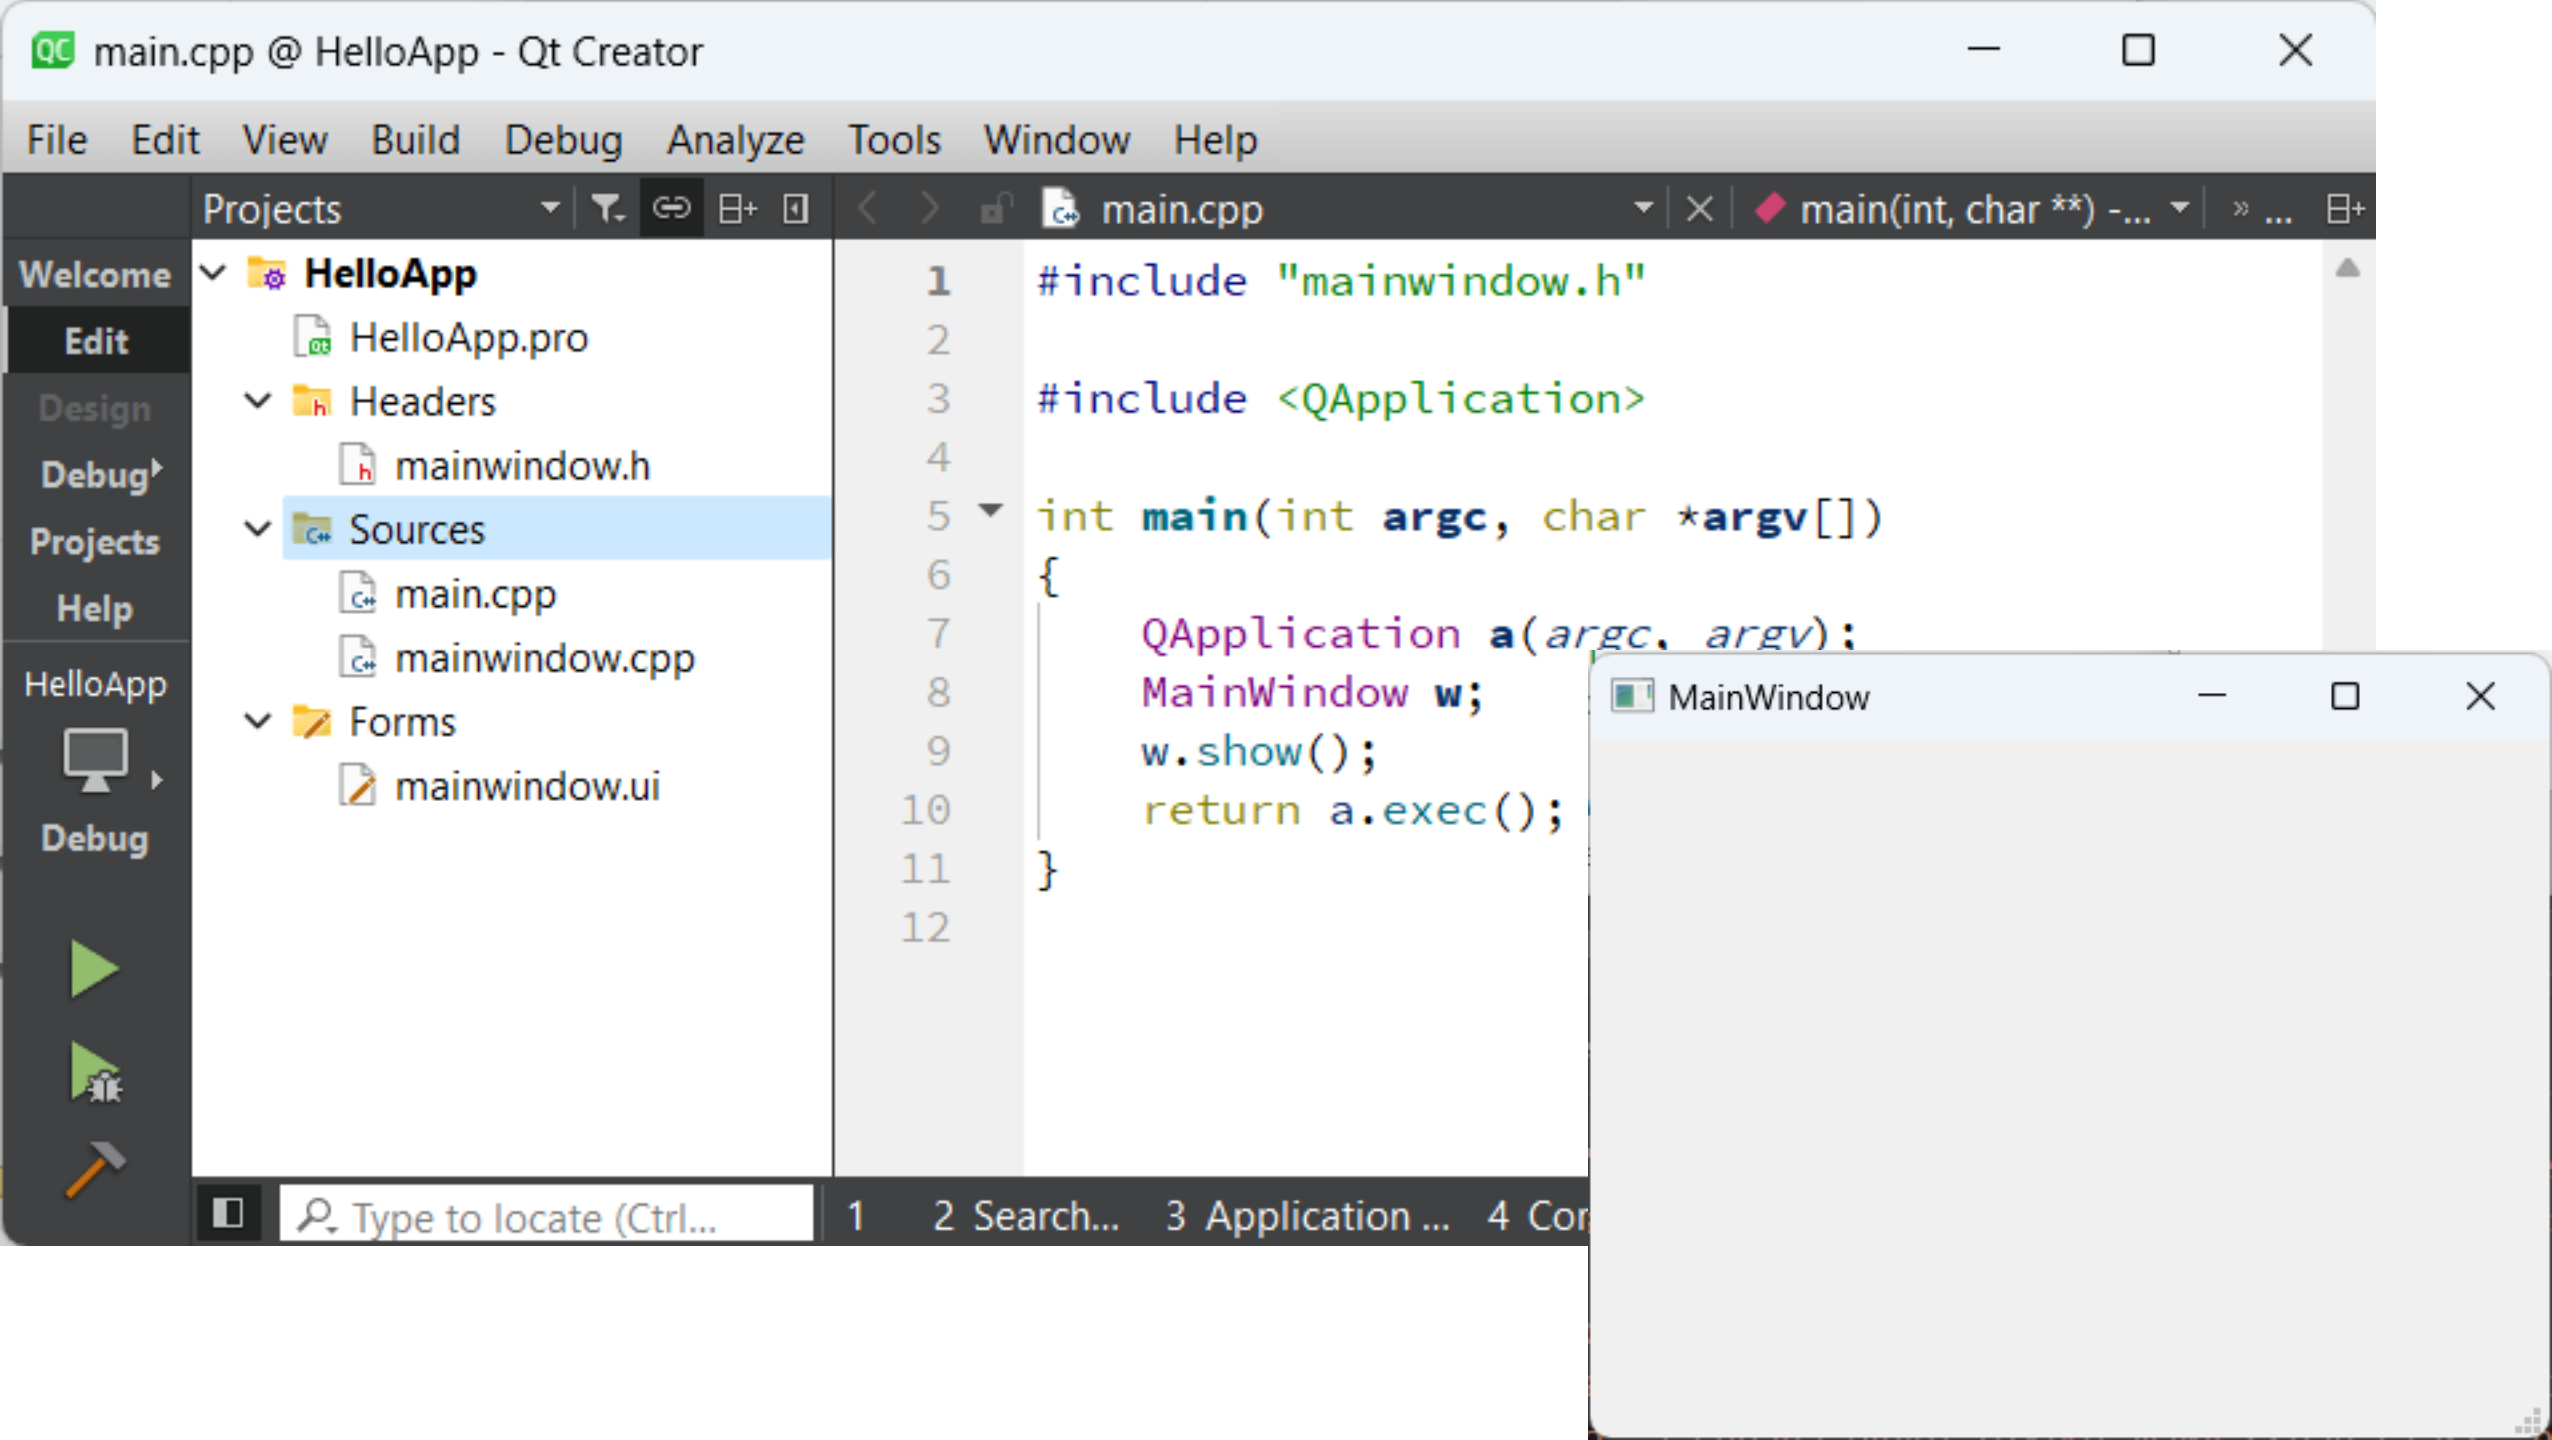 QC main.cpp @ HelloApp - Qt Creator
File Edit View Build Debug Analyze Tools Window Help
Projects
main.cpp
main(int, char **) -...
» ...
Welcome
Edit
Design
Debug
Projects
Help
HelloApp
Debug
HelloApp
HelloApp.pro
Headers
mainwindow.h
Sources
main.cpp
mainwindow.cpp
Forms
mainwindow.ui
1 #include "mainwindow.h"
2
3 #include <QApplication>
4
5 int main(int argc, char *argv[])
6 {
7 QApplication a(argc, argv);
8 MainWindow w;
9 w.show();
10 return a.exec();
11 }
12
Type to locate (Ctrl...
1 2 Search... 3 Application ... 4 Co
MainWindow